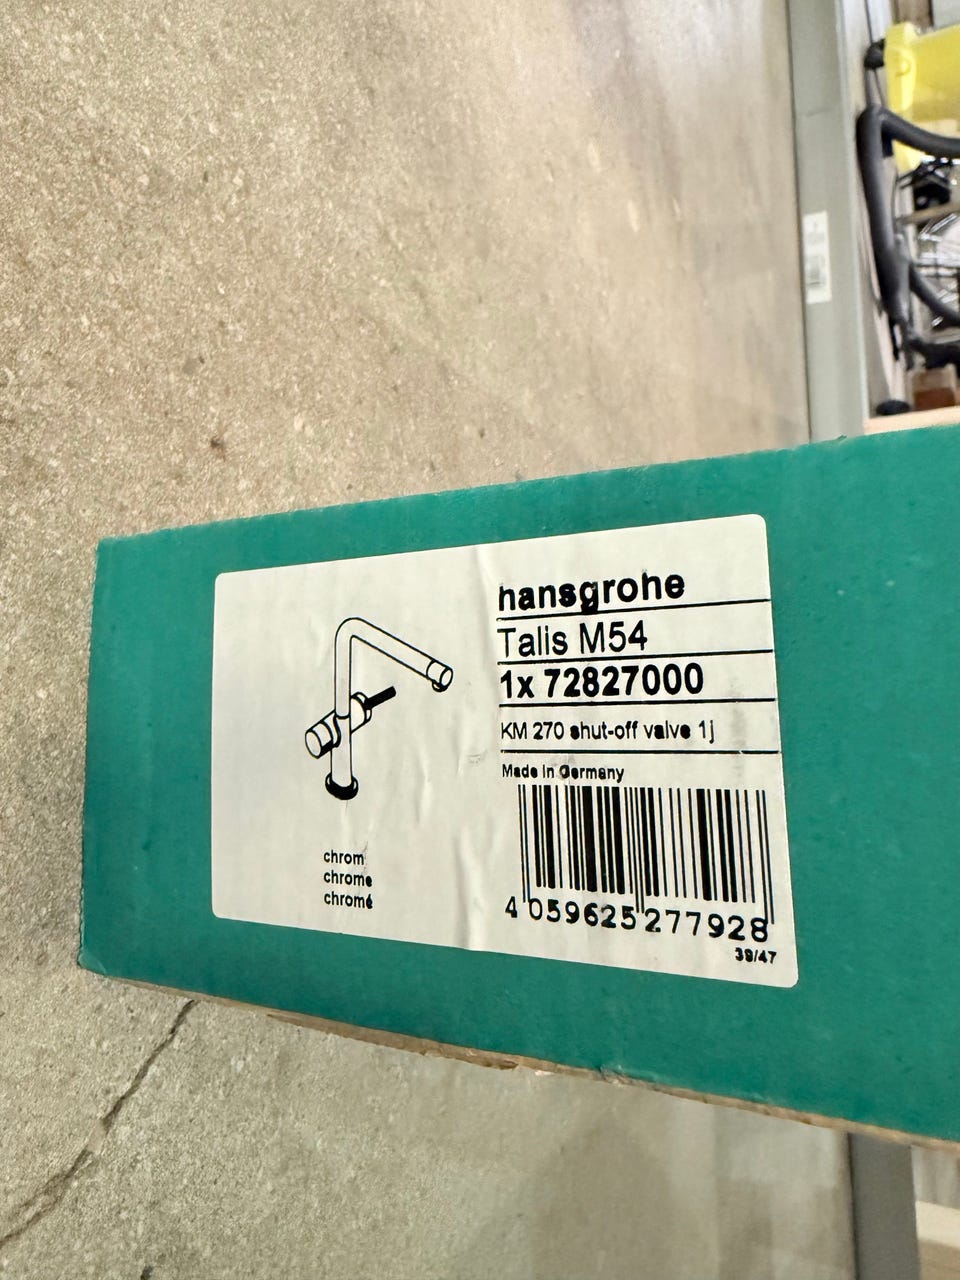 hansgrohe
Talis M54
1x 72827000
KM 270 shut-off valve 1j
Made in Germany
chrom
chrome
chromé
4 059625 277928
39/47